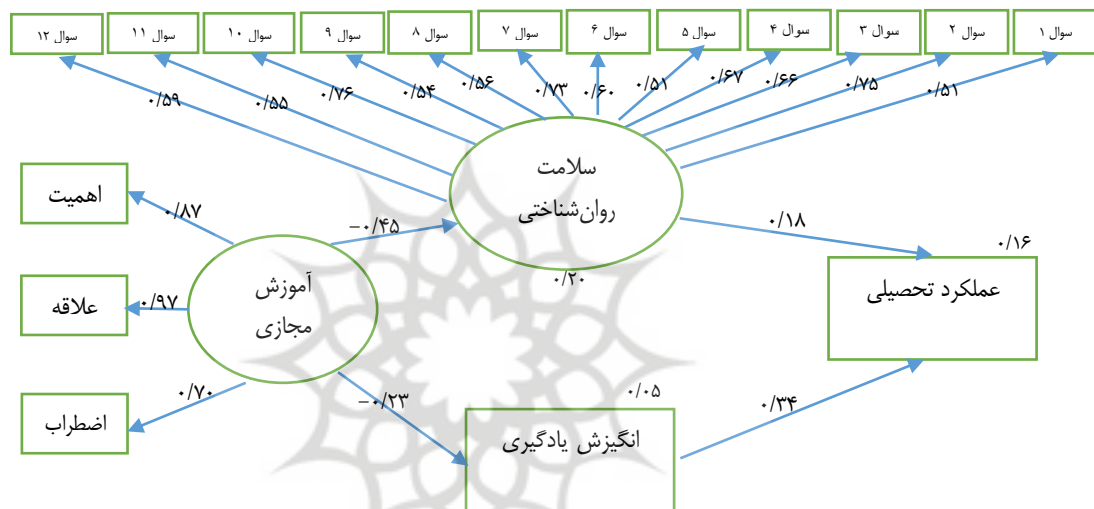 سوال ۱
سوال ۲
سوال ۳
سوال ۴
سوال ۵
سوال ۶
سوال ۷
سوال ۸
سوال ۹
سوال ۱۰
سوال ۱۱
سوال ۱۲
۰/۵۱
۰/۷۵
۰/۶۶
۰/۶۷
۰/۵۱
۰/۶۰
۰/۷۳
۰/۵۶
۰/۵۴
۰/۷۶
۰/۵۵
۰/۵۹
سلامت
روان‌شناختی
۰/۲۰
اهمیت
۰/۸۷
-۰/۴۵
۰/۱۸
۰/۱۶
عملکرد تحصیلی
آموزش
مجازی
علاقه
۰/۹۷
اضطراب
۰/۷۰
-۰/۲۳
۰/۰۵
انگیزش یادگیری
۰/۳۴